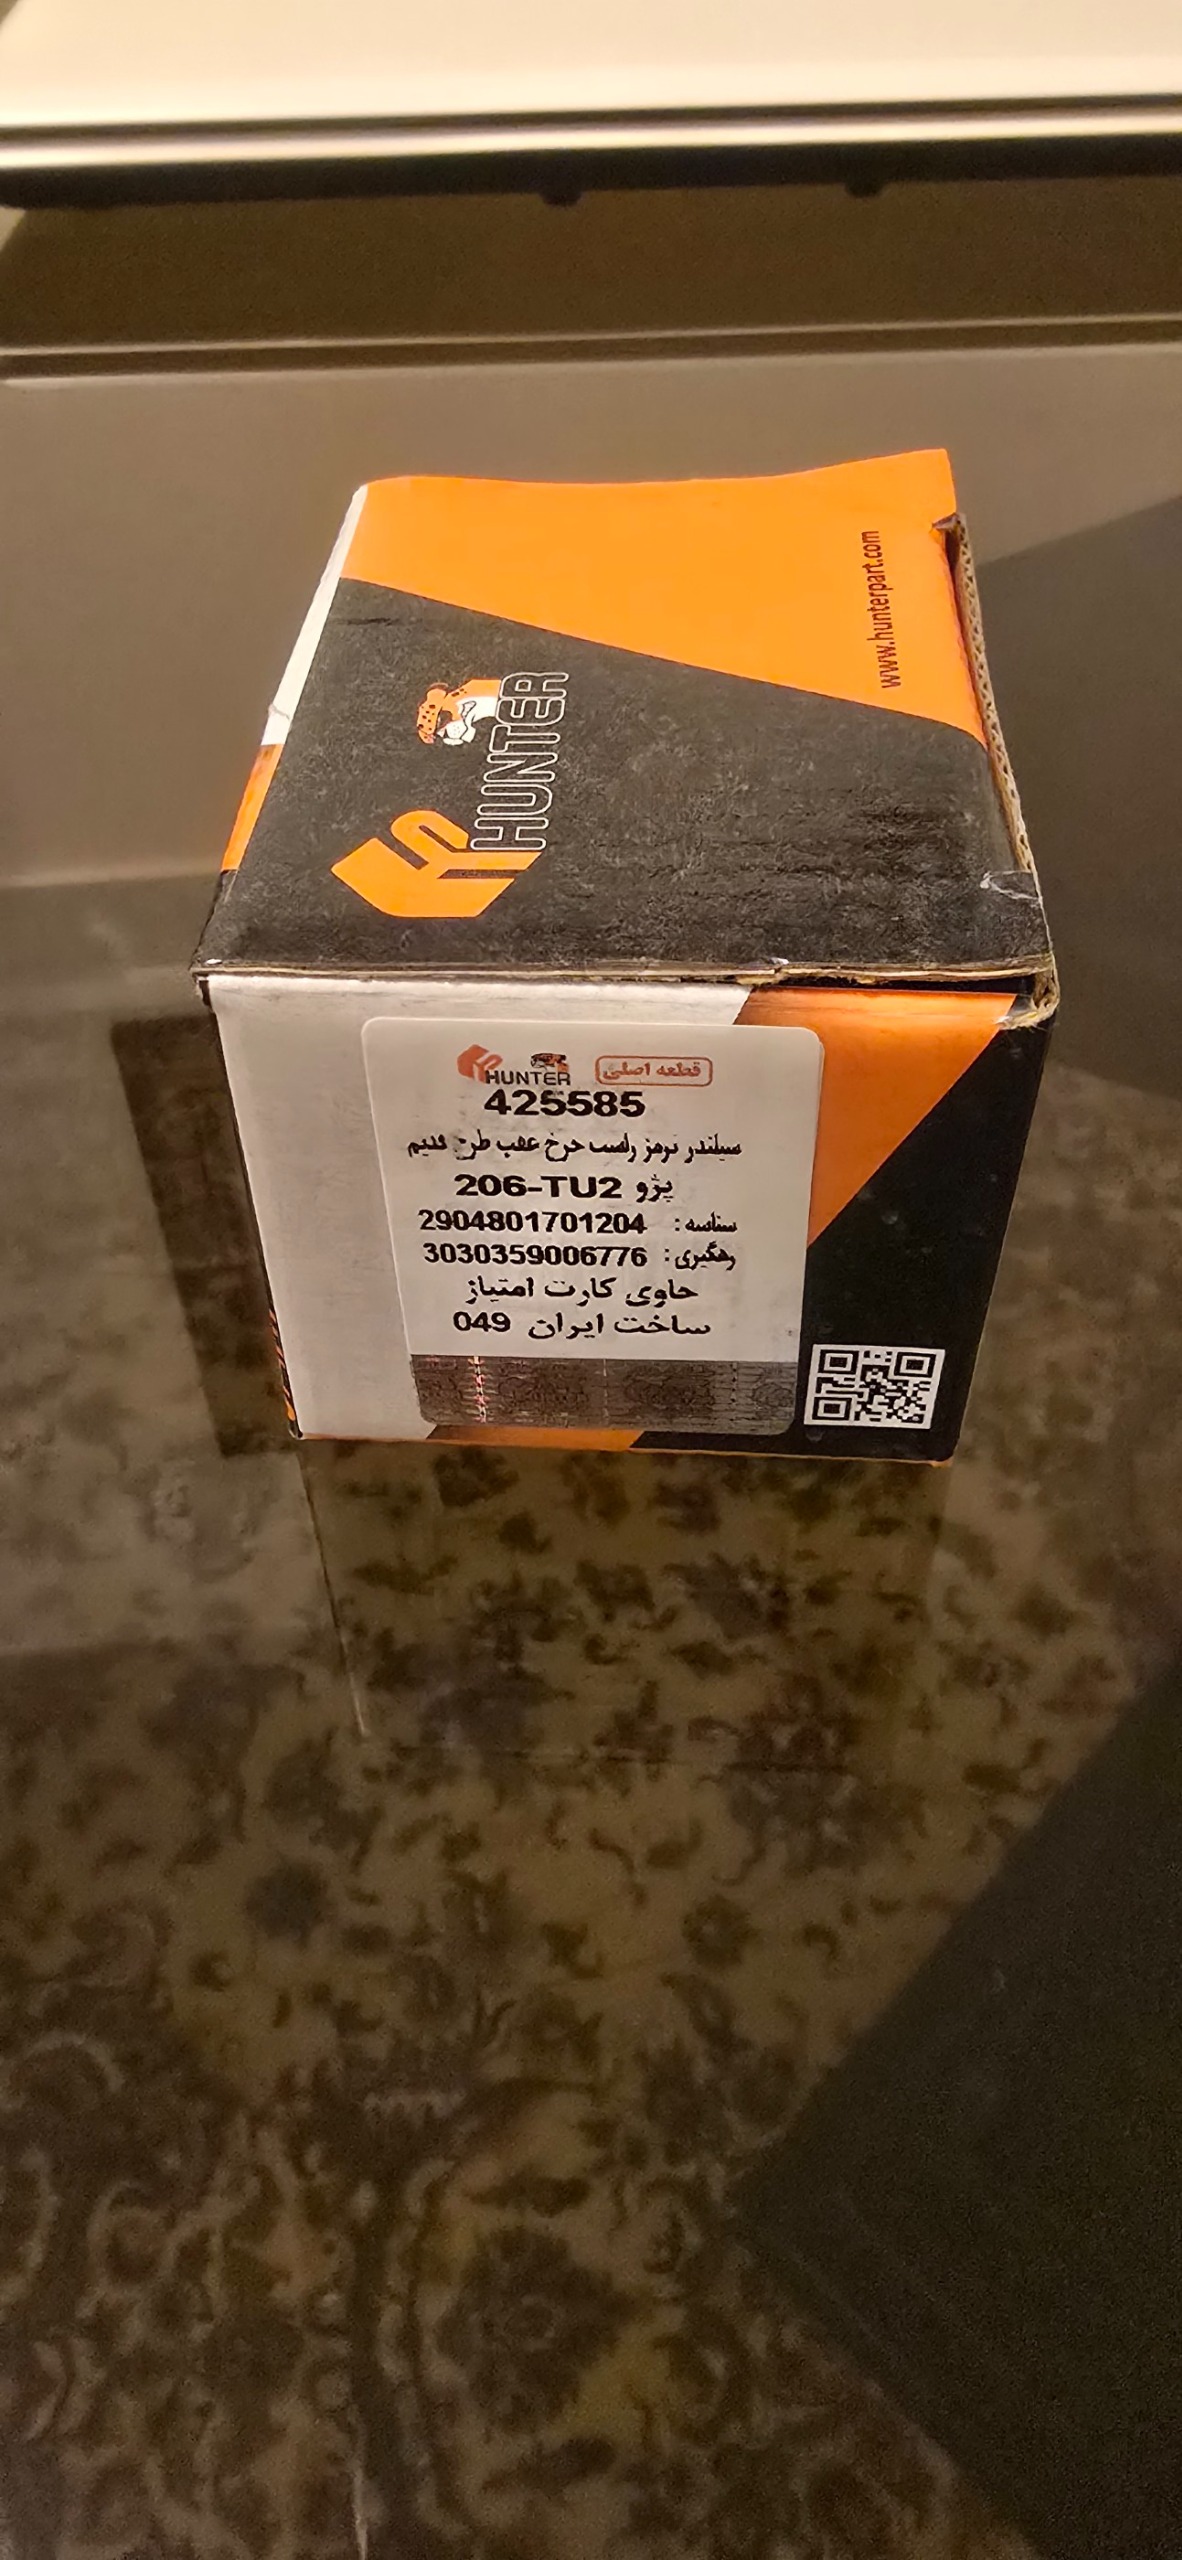 www.hunterpart.com
HUNTER
HUNTER قطعه اصلی
425585
سیلندر ترمز راست چرخ عقب طرح قدیم
پژو 206-TU2
شناسه: 2904801701204
رهگیری: 3030359006776
حاوی کارت امتیاز
ساخت ایران 049